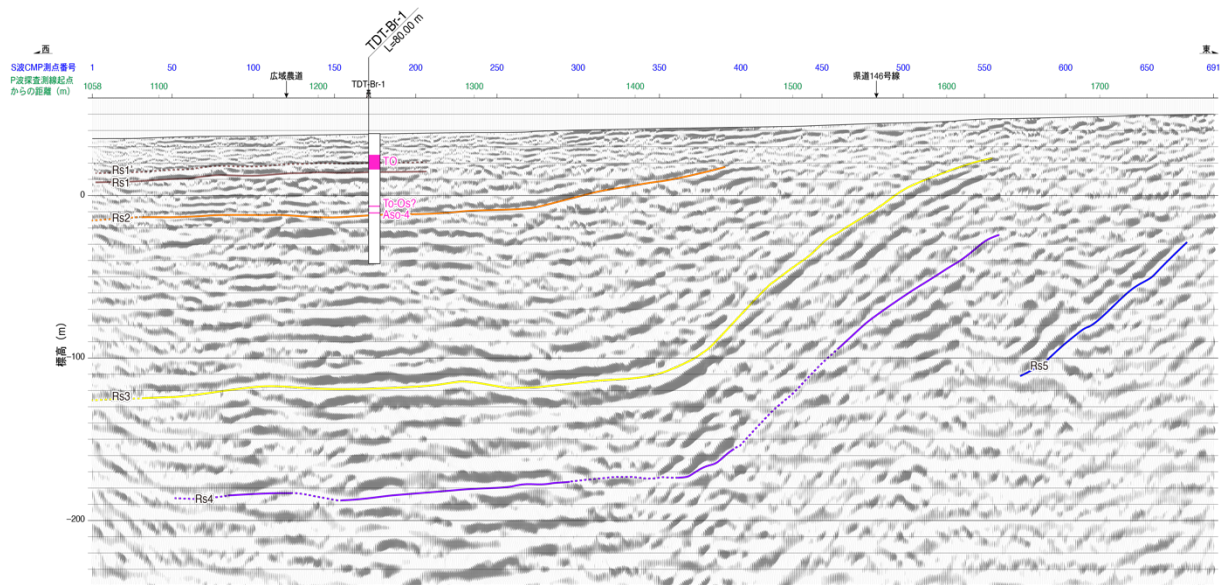 TDT-Br-1
L=80.00 m
西
東
S波CMP測点番号 1 50 100 150 200 250 300 350 400 450 500 550 600 650 691
広域農道 県道146号線
P波探査測線起点
からの距離（m）
TDT-Br-1
1058 1100 1200 1300 1400 1500 1600 1700
TO
Rs1
Rs1
0
To-Os?
Aso-4
Rs2
標高（m）
-100
Rs5
Rs3
Rs4
-200